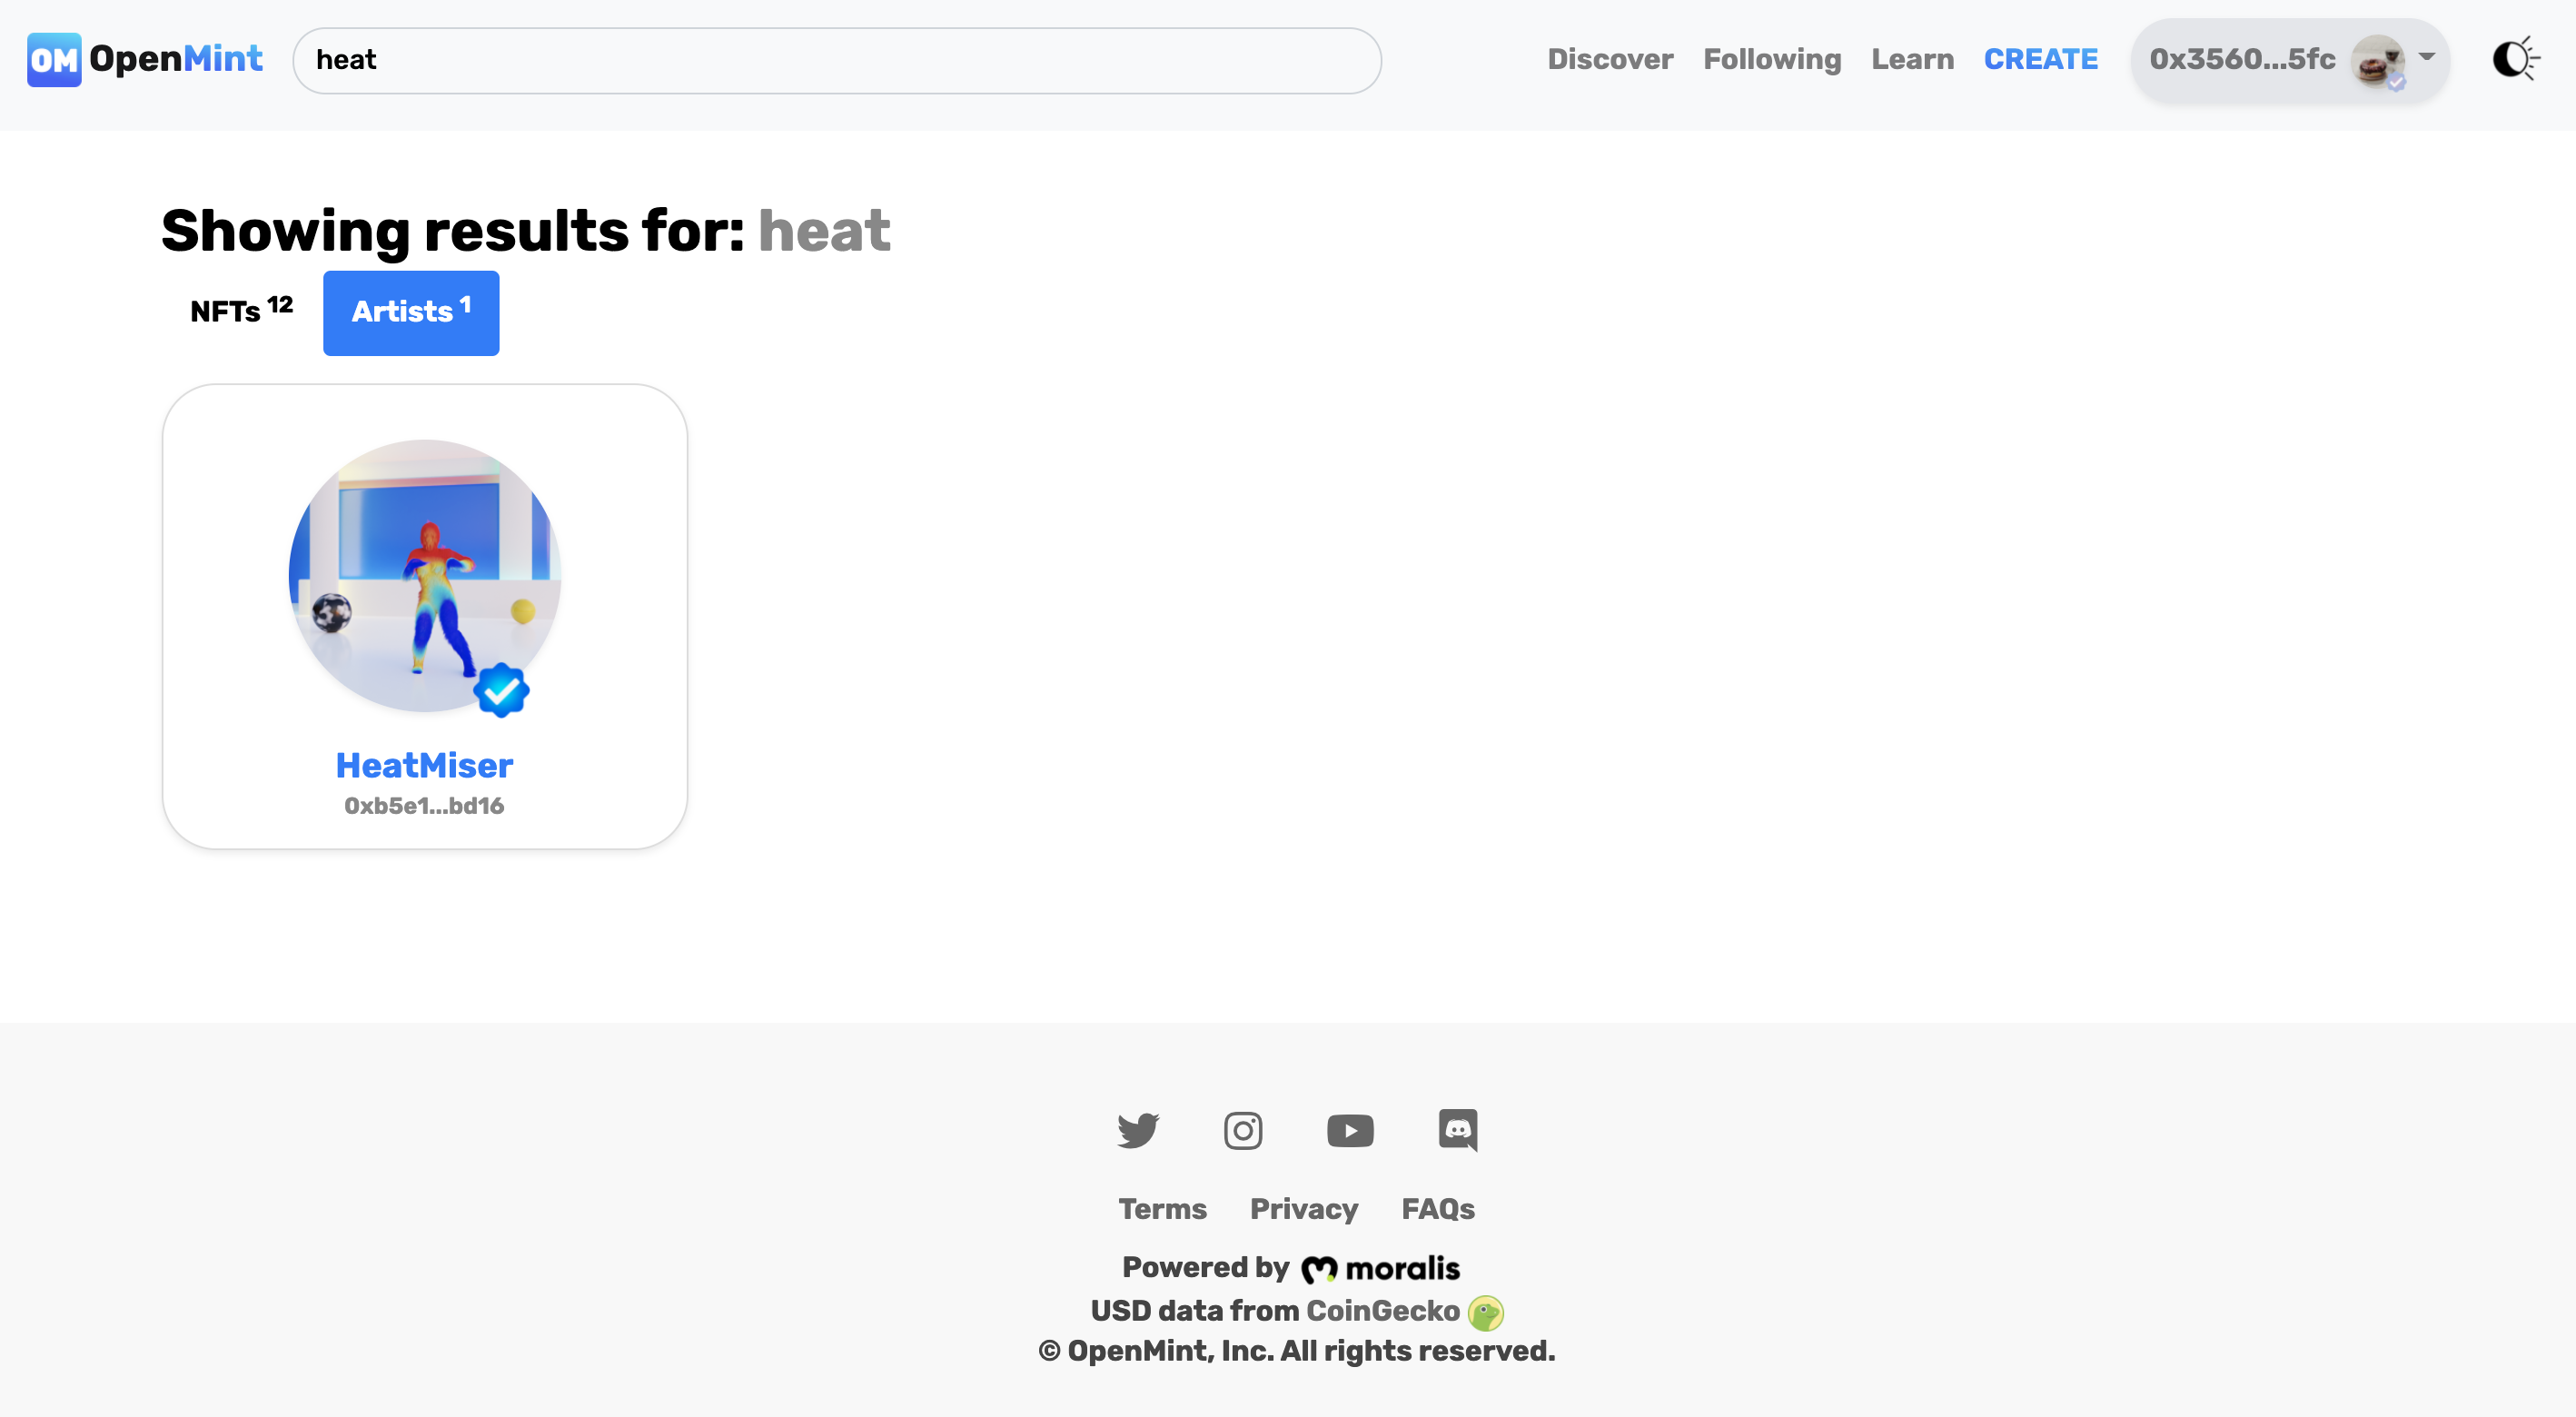 OM OpenMint
heat
Discover Following Learn CREATE 0x3560...5fc
Showing results for: heat
NFTs 12 Artists 1
HeatMiser
0xb5e1...bd16
Terms Privacy FAQs
Powered by moralis
USD data from CoinGecko
© OpenMint, Inc. All rights reserved.